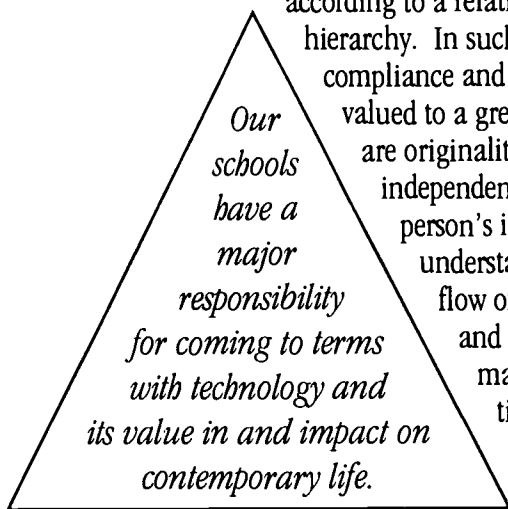 according to a
hierarchy. In such
compliance and
valued to a
are
person's
flow
and
Our
schools
have a
major
responsibility
for coming to terms
with technology and
its value in and impact on
contemporary life.